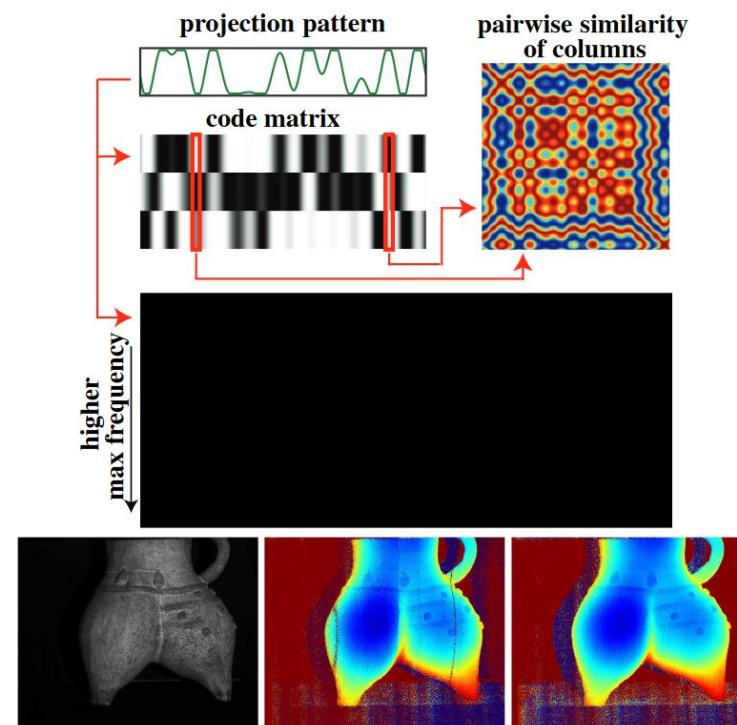 projection pattern
pairwise similarity
of columns
code matrix
higher
max frequency